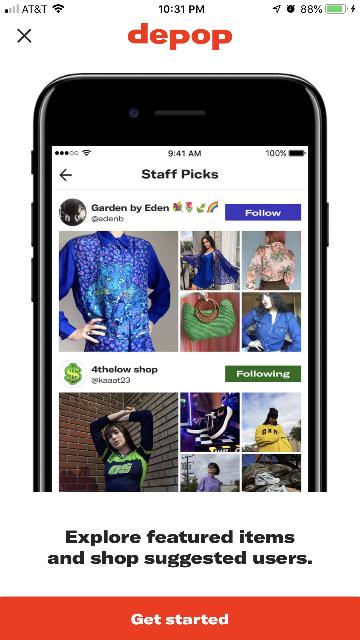 AT&T 10:31 PM 88%
depop
9:41 AM 100%
Staff Picks
Garden by Eden 💐🌷🍃🌈
@edenb
Follow
4thelow shop
@kaaat23
Following
05
Explore featured items
and shop suggested users.
Get started